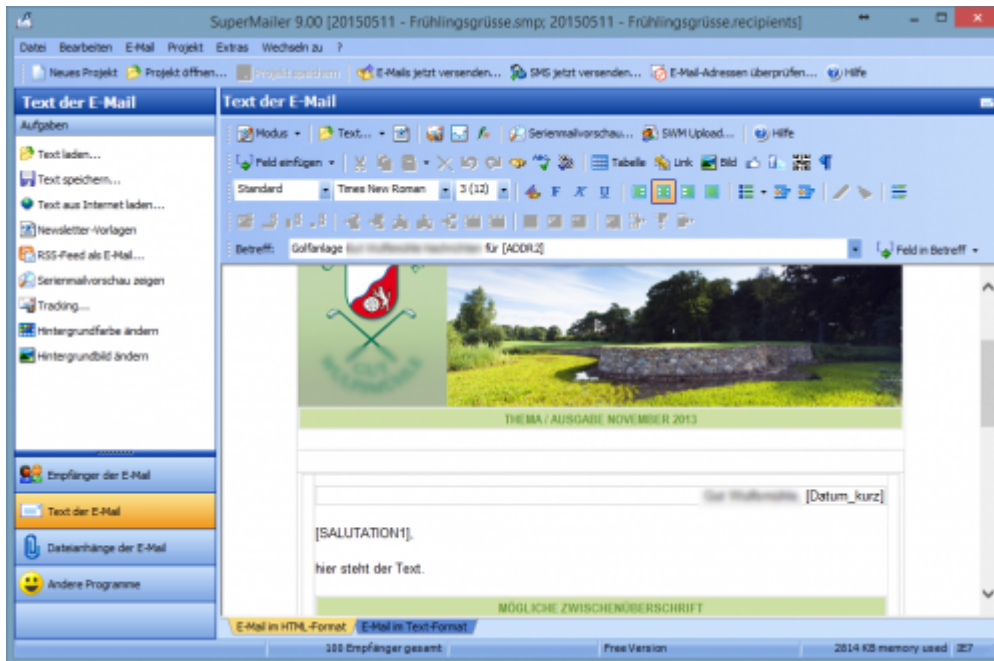 SuperMailer 9.00 [20150511 - Frühlingsgrüsse.smp; 20150511 - Frühlingsgrüsse.recipients]
Datei Bearbeiten E-Mail Projekt Extras Wechseln zu ?
Neues Projekt Projekt öffnen... Projekt speichern E-Mails jetzt versenden... SMS jetzt versenden... E-Mail-Adressen überprüfen... Hilfe
Text der E-Mail
Aufgaben
Text laden...
Text speichern...
Text aus Internet laden...
Newsletter-Vorlagen
RSS-Feed als E-Mail...
Serienmailvorschau zeigen
Tracking...
Hintergrundfarbe ändern
Hintergrundbild ändern
Empfänger der E-Mail
Text der E-Mail
Dateianhänge der E-Mail
Andere Programme
Text der E-Mail
Modus Text... Serienmailvorschau... SWM Upload... Hilfe
Feld einfügen Tabelle Link Bild
Standard Times New Roman 3 (12) F K U
Betreff: Golfanlage für [ADDR2] Feld in Betreff
THEMA / AUSGABE NOVEMBER 2013
[Datum_kurz]
[SALUTATION1],
hier steht der Text.
MÖGLICHE ZWISCHENÜBERSCHRIFT
E-Mail im HTML-Format E-Mail im Text-Format
100 Empfänger gesamt Free Version 2814 KB memory used IE7